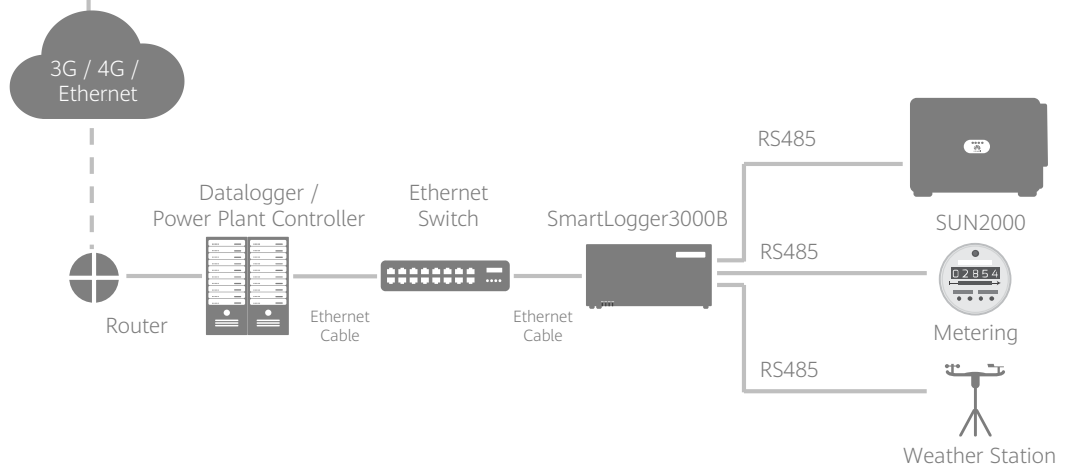 3G / 4G /
Ethernet
Datalogger /
Power Plant Controller
Ethernet
Switch
SmartLogger3000B
RS485
SUN2000
RS485
02854
Metering
RS485
Weather Station
Router
Ethernet
Cable
Ethernet
Cable